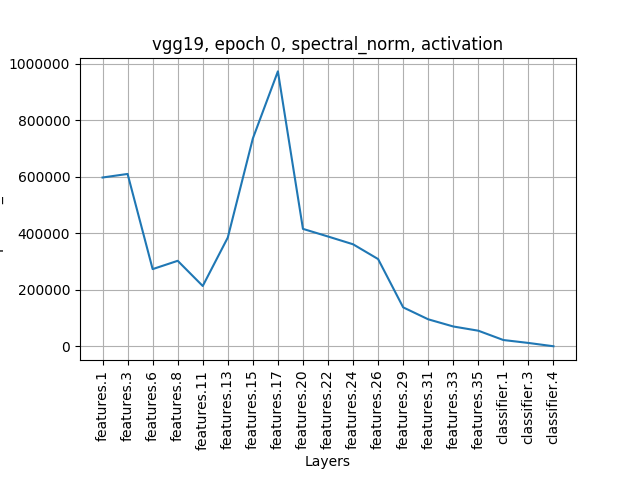 vgg19, epoch 0, spectral_norm, activation
1000000
800000
600000
400000
200000
0
features.1
features.3
features.6
features.8
features.11
features.13
features.15
features.17
features.20
features.22
features.24
features.26
features.29
features.31
features.33
features.35
classifier.1
classifier.3
classifier.4
Layers